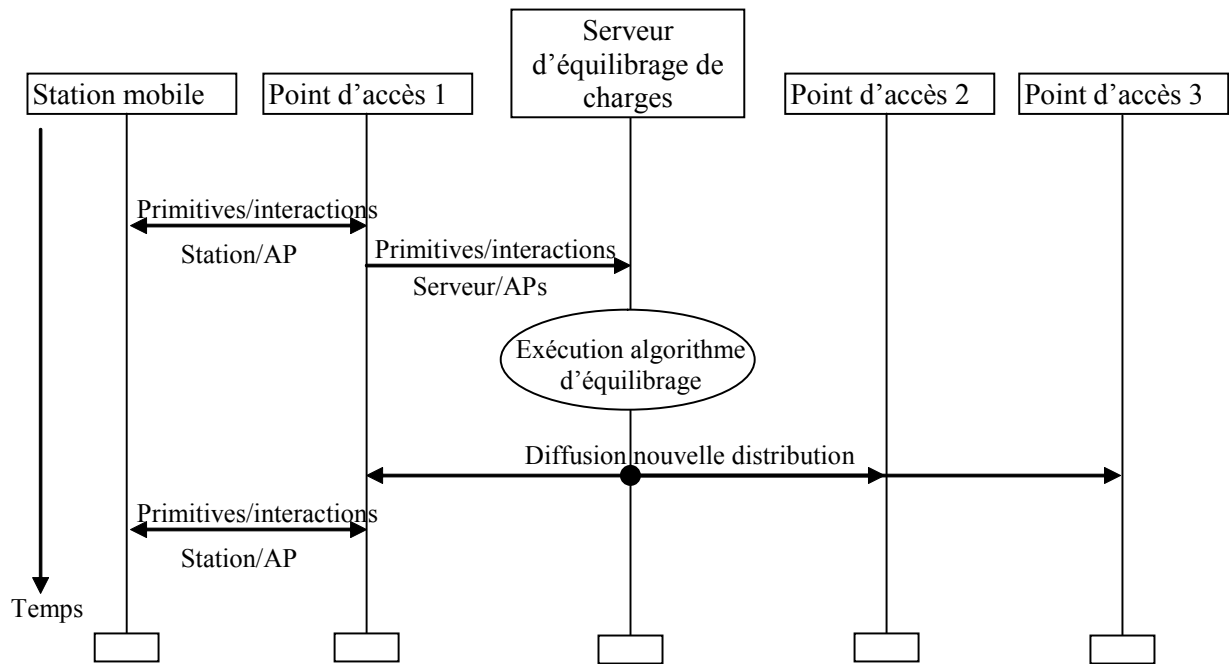 Serveur
d’équilibrage de
charges
Station mobile
Point d’accès 1
Point d’accès 2
Point d’accès 3
Primitives/interactions
Station/AP
Primitives/interactions
Serveur/APs
Exécution algorithme
d’équilibrage
Diffusion nouvelle distribution
Primitives/interactions
Station/AP
Temps